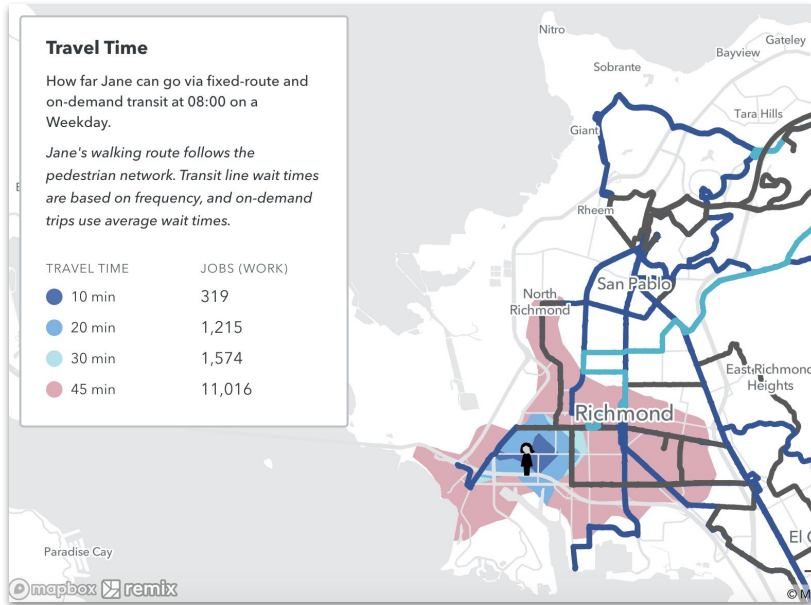 Travel Time
How far Jane can go via fixed-route and
on-demand transit at 08:00 on a
Weekday.
Jane's walking route follows the
pedestrian network. Transit line wait times
are based on frequency, and on-demand
trips use average wait times.
TRAVEL TIME JOBS (WORK)
10 min 319
20 min 1,215
30 min 1,574
45 min 11,016
Nitro
Gateley
Bayview
Sobrante
Tara Hills
Giant
Rheem
San Pablo
North
Richmond
East Richmond
Heights
Richmond
El
Paradise Cay
mapbox remix
©